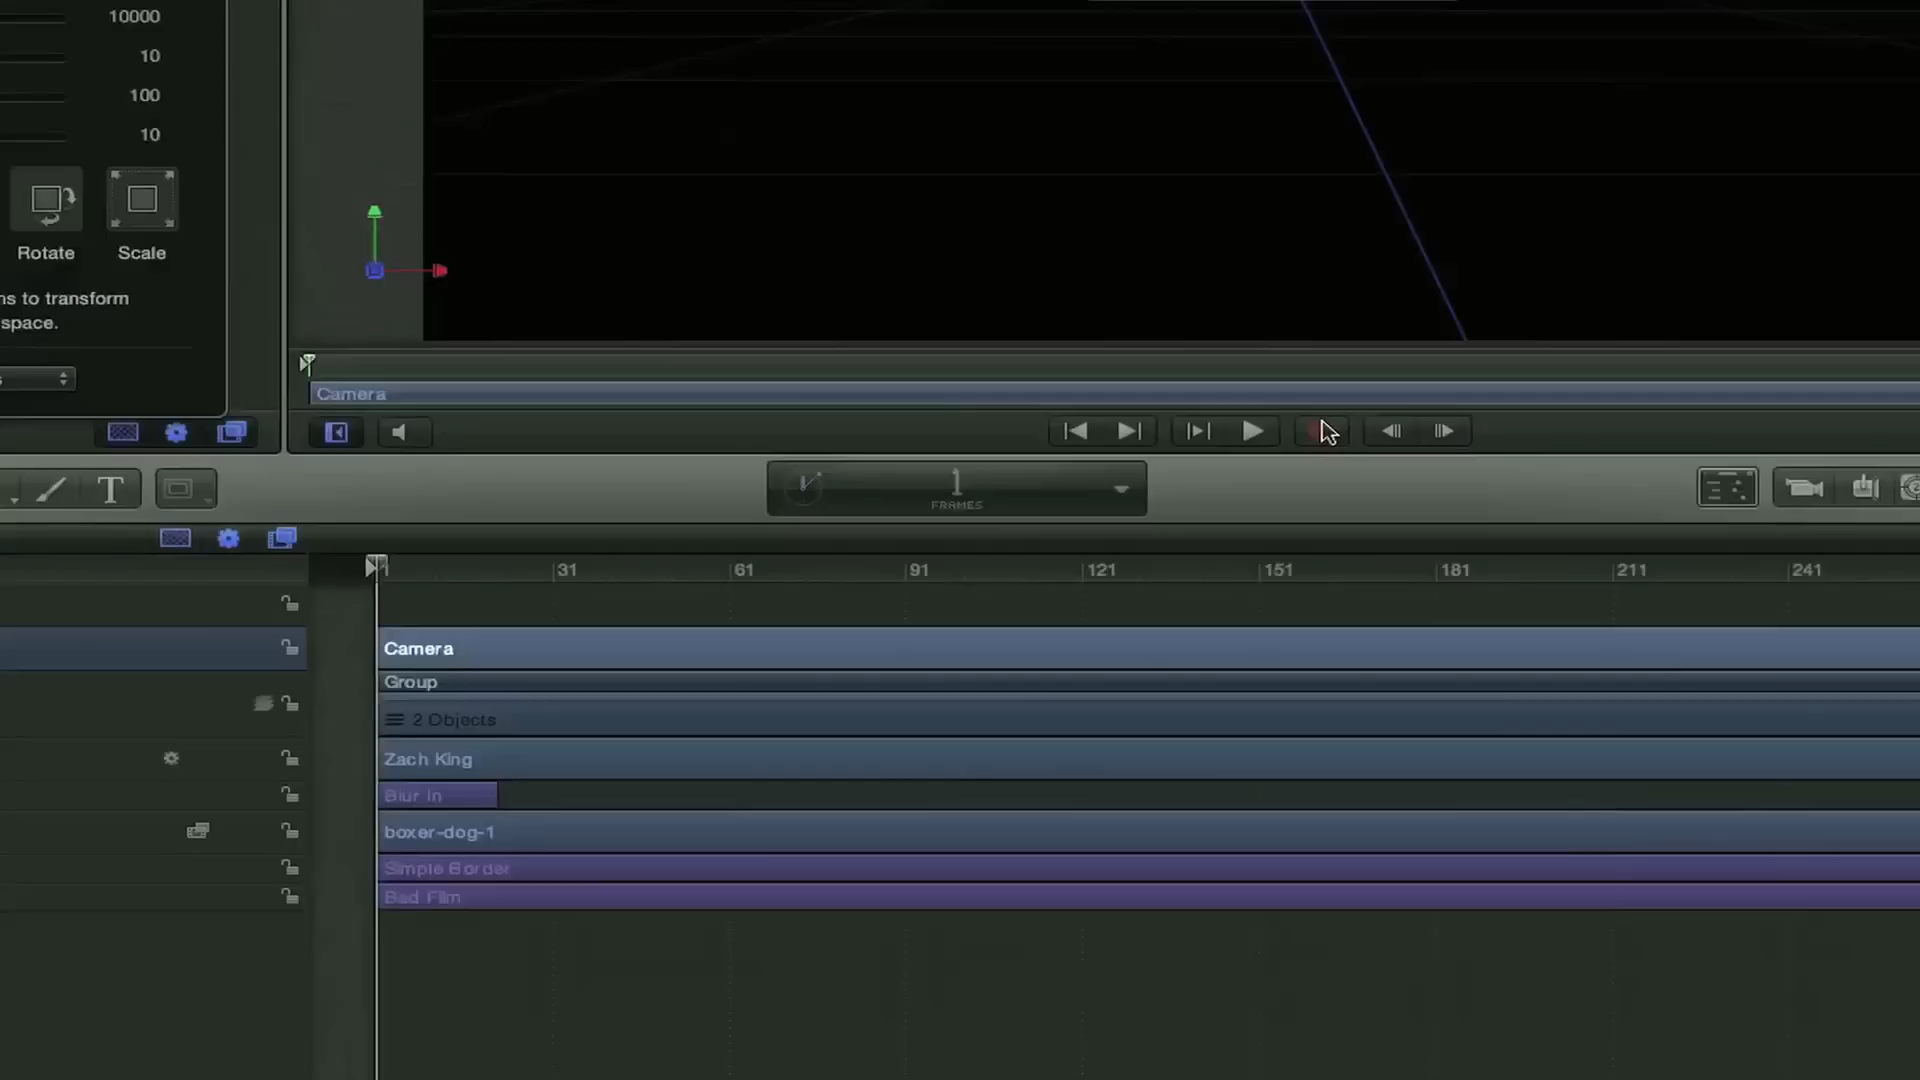 10000
10
100
10
Rotate
Scale
ns to transform
space.
s
Camera
T
1
FRAMES
1
31
61
91
121
151
181
211
241
Camera
Group
2 Objects
Zach King
Blur In
boxer-dog-1
Simple Border
Bad Film